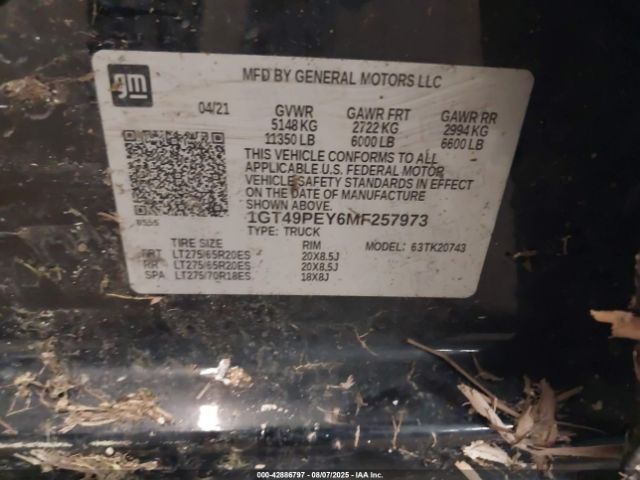 gm
MFD BY GENERAL MOTORS LLC
04/21 GVWR GAWR FRT GAWR RR
5148 KG 2722 KG 2994 KG
11350 LB 6000 LB 6600 LB
THIS VEHICLE CONFORMS TO ALL
APPLICABLE U.S. FEDERAL MOTOR
VEHICLE SAFETY STANDARDS IN EFFECT
ON THE DATE OF MANUFACTURE
SHOWN ABOVE.
1GT49PEY6MF257973
TYPE: TRUCK MODEL: 63TK20743
TIRE SIZE RIM
FRT LT275/65R20ES 20X8.5J
RR LT275/65R20ES 20X8.5J
SPA LT275/70R18ES 18X8J
000-42886797 - 08/07/2025 - IAA Corp.